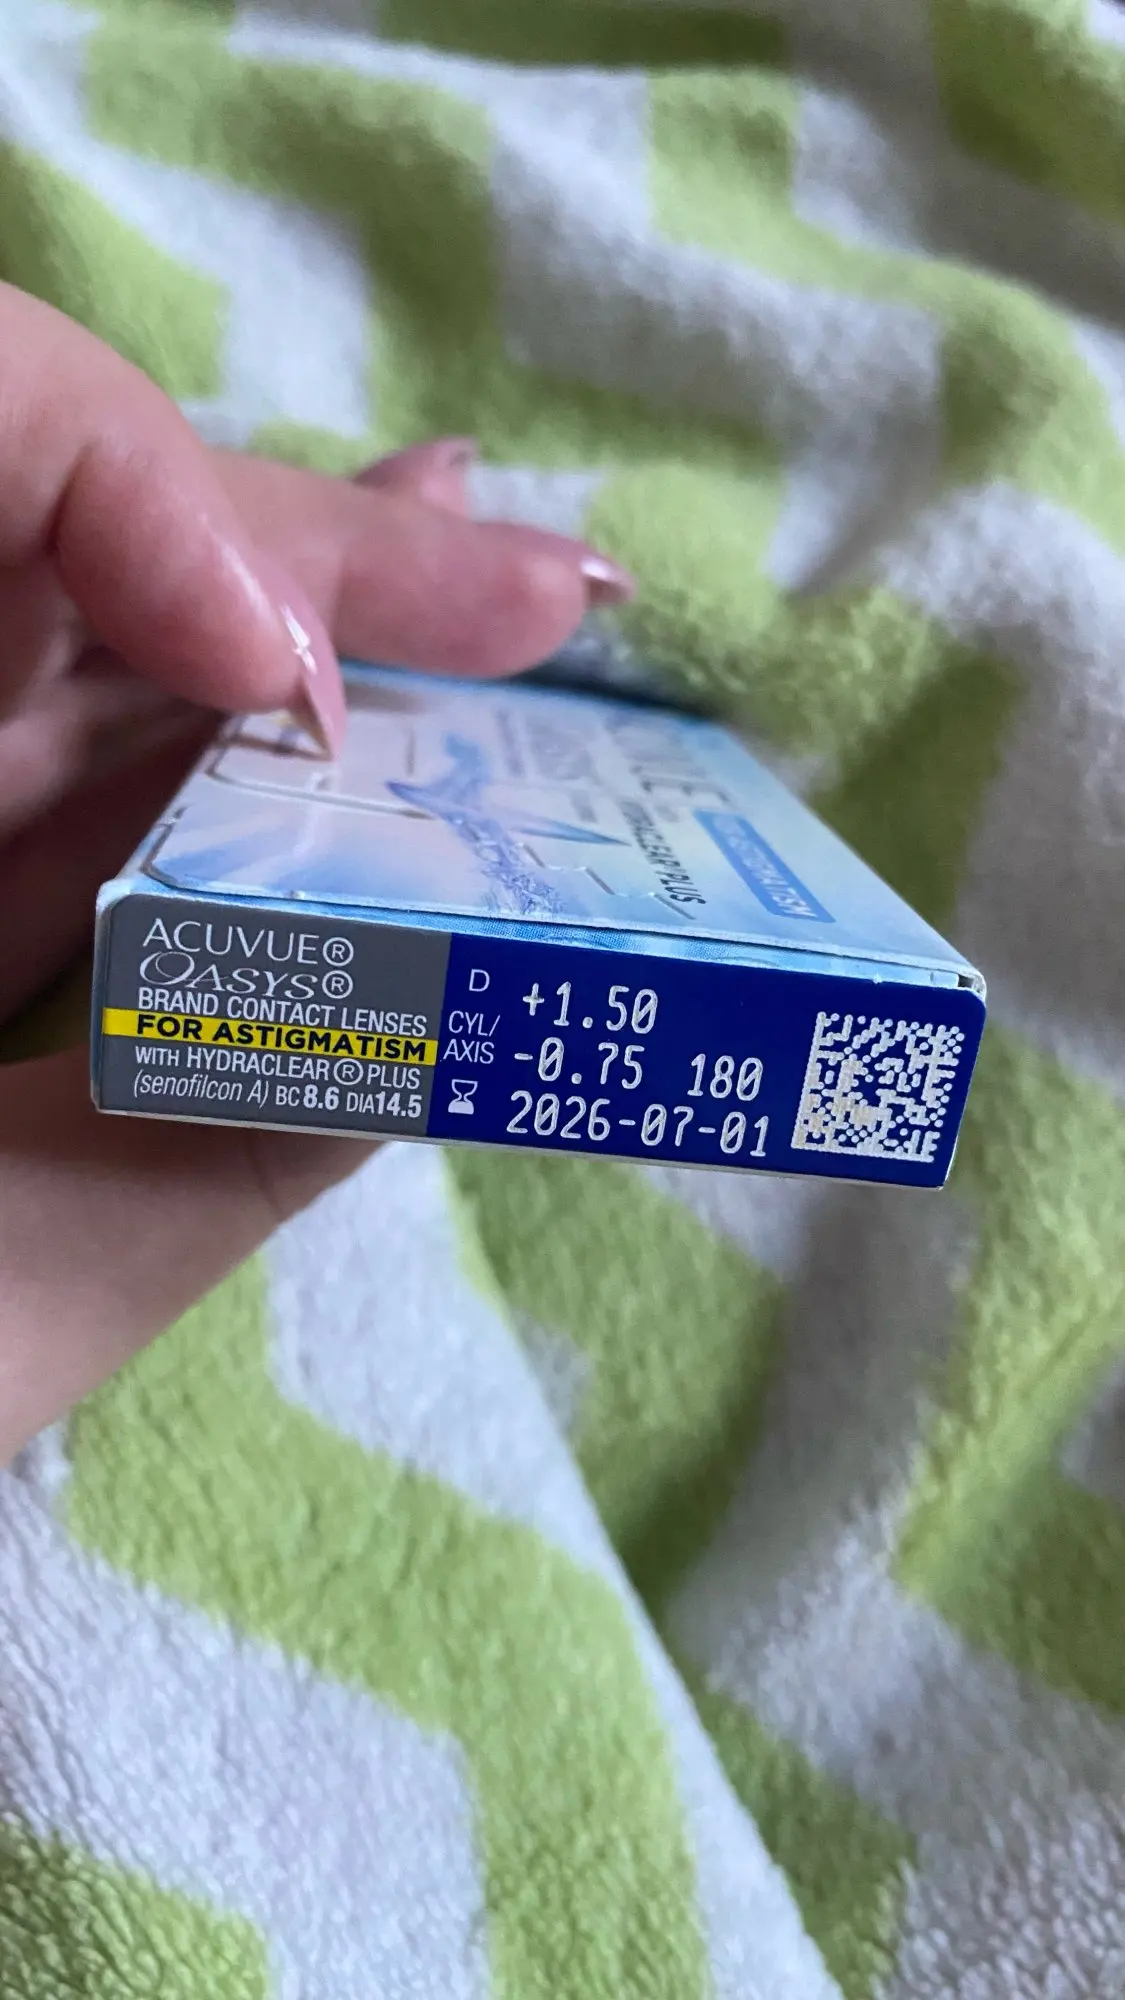 ACUVUE®
OASYS®
BRAND CONTACT LENSES
FOR ASTIGMATISM
WITH HYDRACLEAR® PLUS
(senofilcon A) BC 8.6 DIA 14.5
D +1.50
CYL/
AXIS -0.75 180
2026-07-01
HYDRACLEAR® PLUS